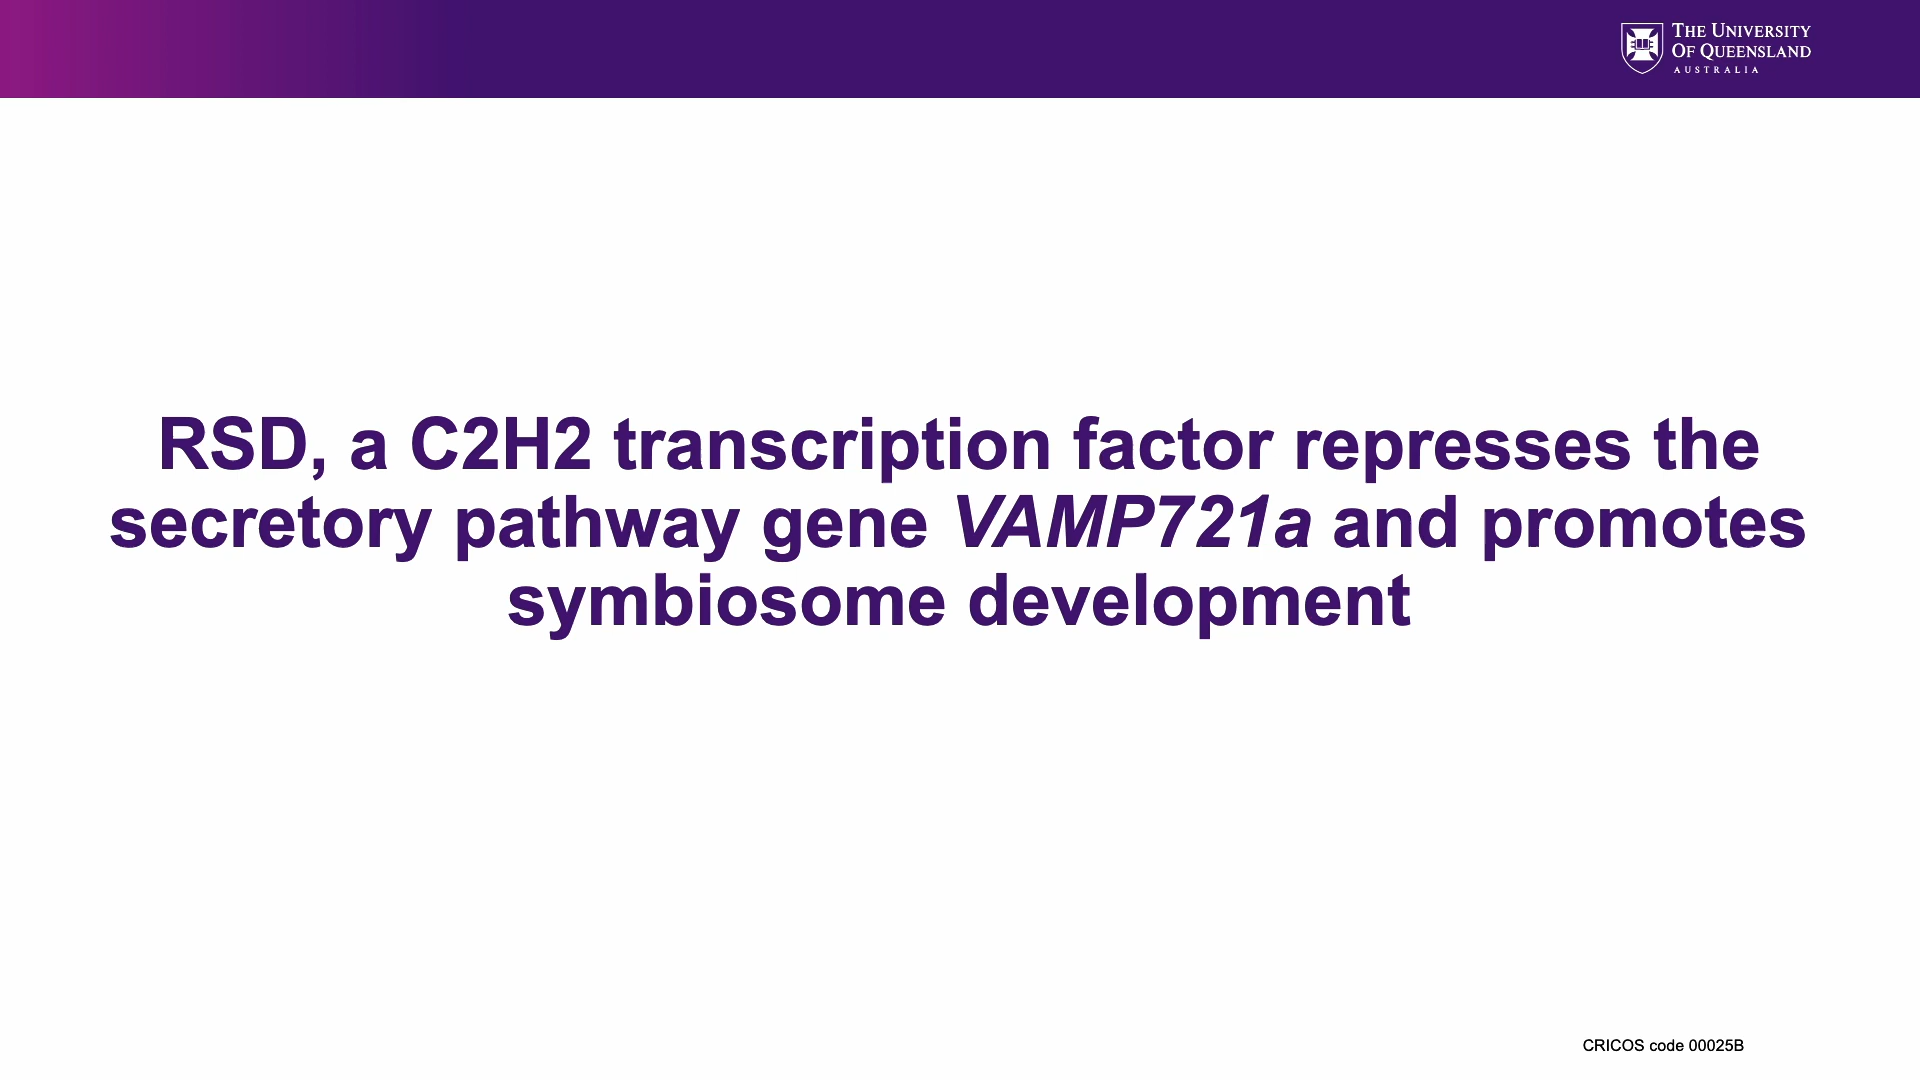 THE UNIVERSITY
OF QUEENSLAND
AUSTRALIA
RSD, a C2H2 transcription factor represses the
secretory pathway gene VAMP721a and promotes
symbiosome development
CRICOS code 00025B